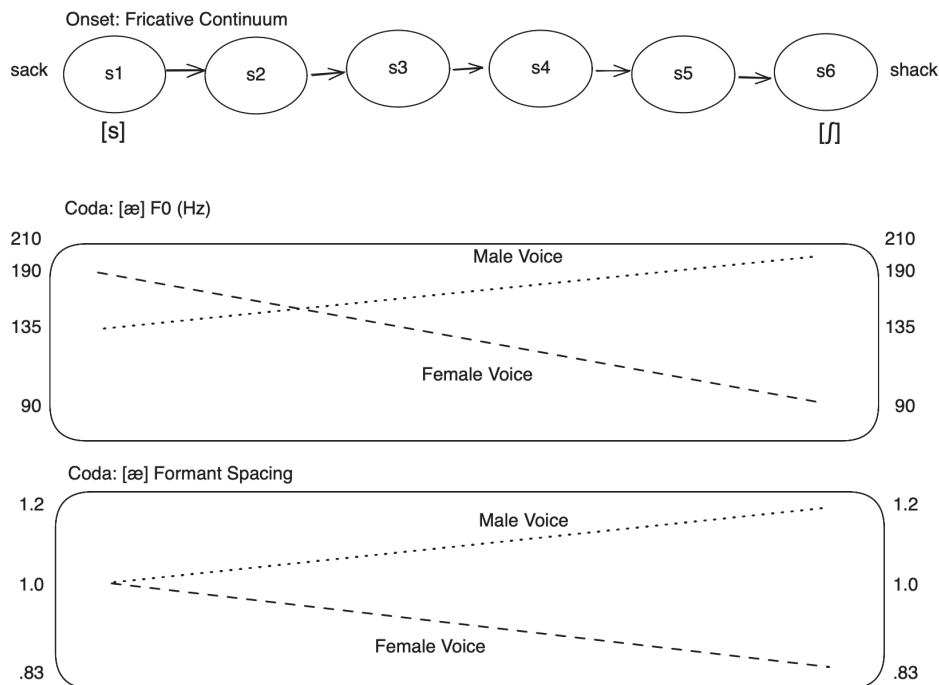 Onset: Fricative Continuum
sack s1 s2 s3 s4 s5 s6 shack
[s] [ʃ]
Coda: [æ] F0 (Hz)
210 210
Male Voice
190 190
135 135
Female Voice
90 90
Coda: [æ] Formant Spacing
1.2 1.2
Male Voice
1.0 1.0
Female Voice
.83 .83